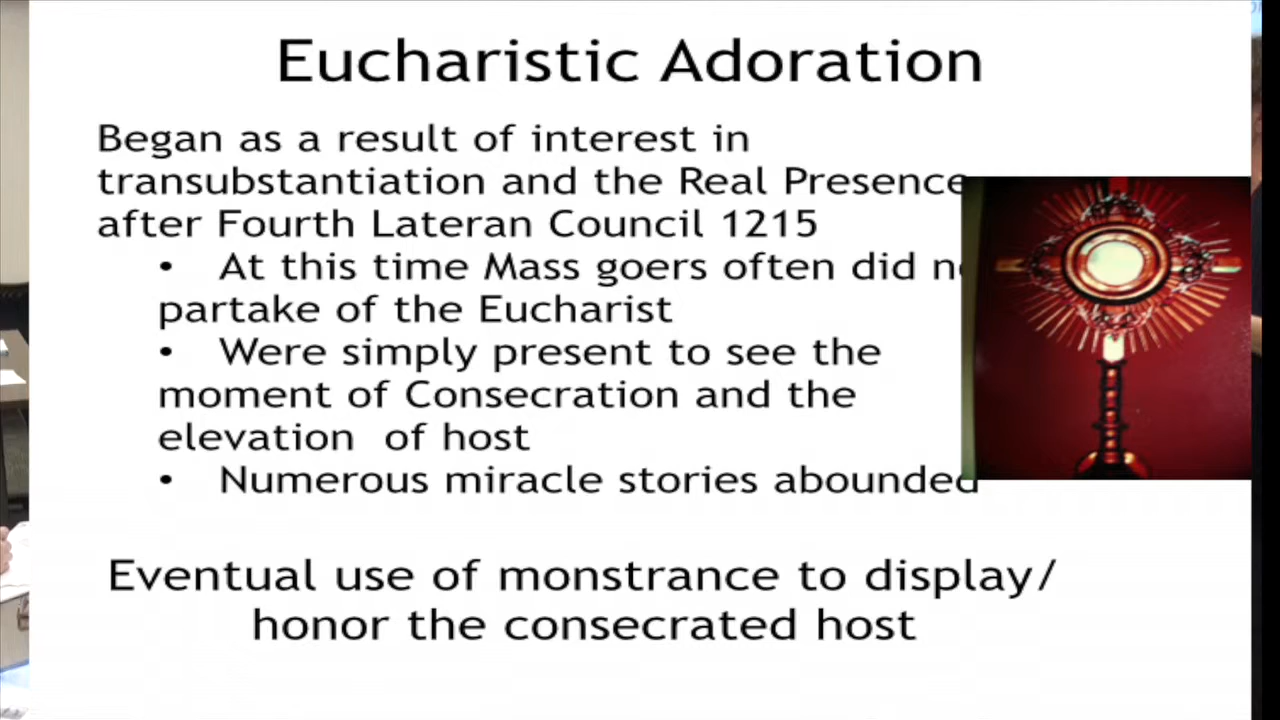 Eucharistic Adoration
Began as a result of interest in
transubstantiation and the Real Presence
after Fourth Lateran Council 1215
• At this time Mass goers often did
partake of the Eucharist
• Were simply present to see the
moment of Consecration and the
elevation of host
• Numerous miracle stories abounded
Eventual use of monstrance to display/
honor the consecrated host